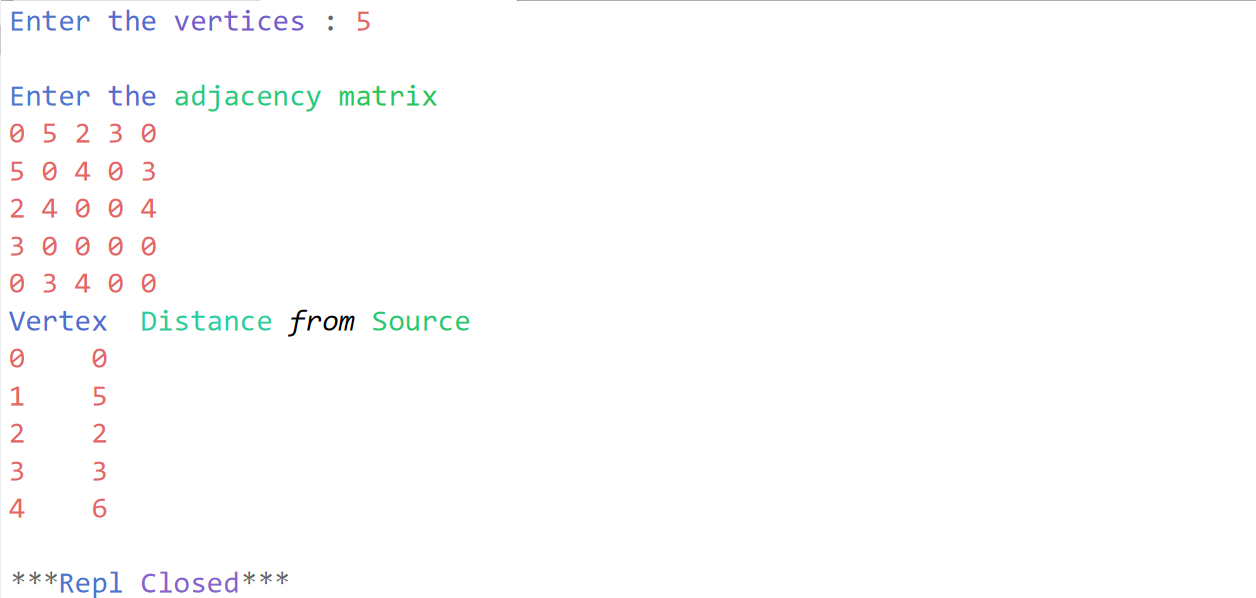 Enter the vertices : 5
Enter the adjacency matrix
0 5 2 3 0
5 0 4 0 3
2 4 0 0 4
3 0 0 0 0
0 3 4 0 0
Vertex  Distance from Source
0    0
1    5
2    2
3    3
4    6
***Repl Closed***